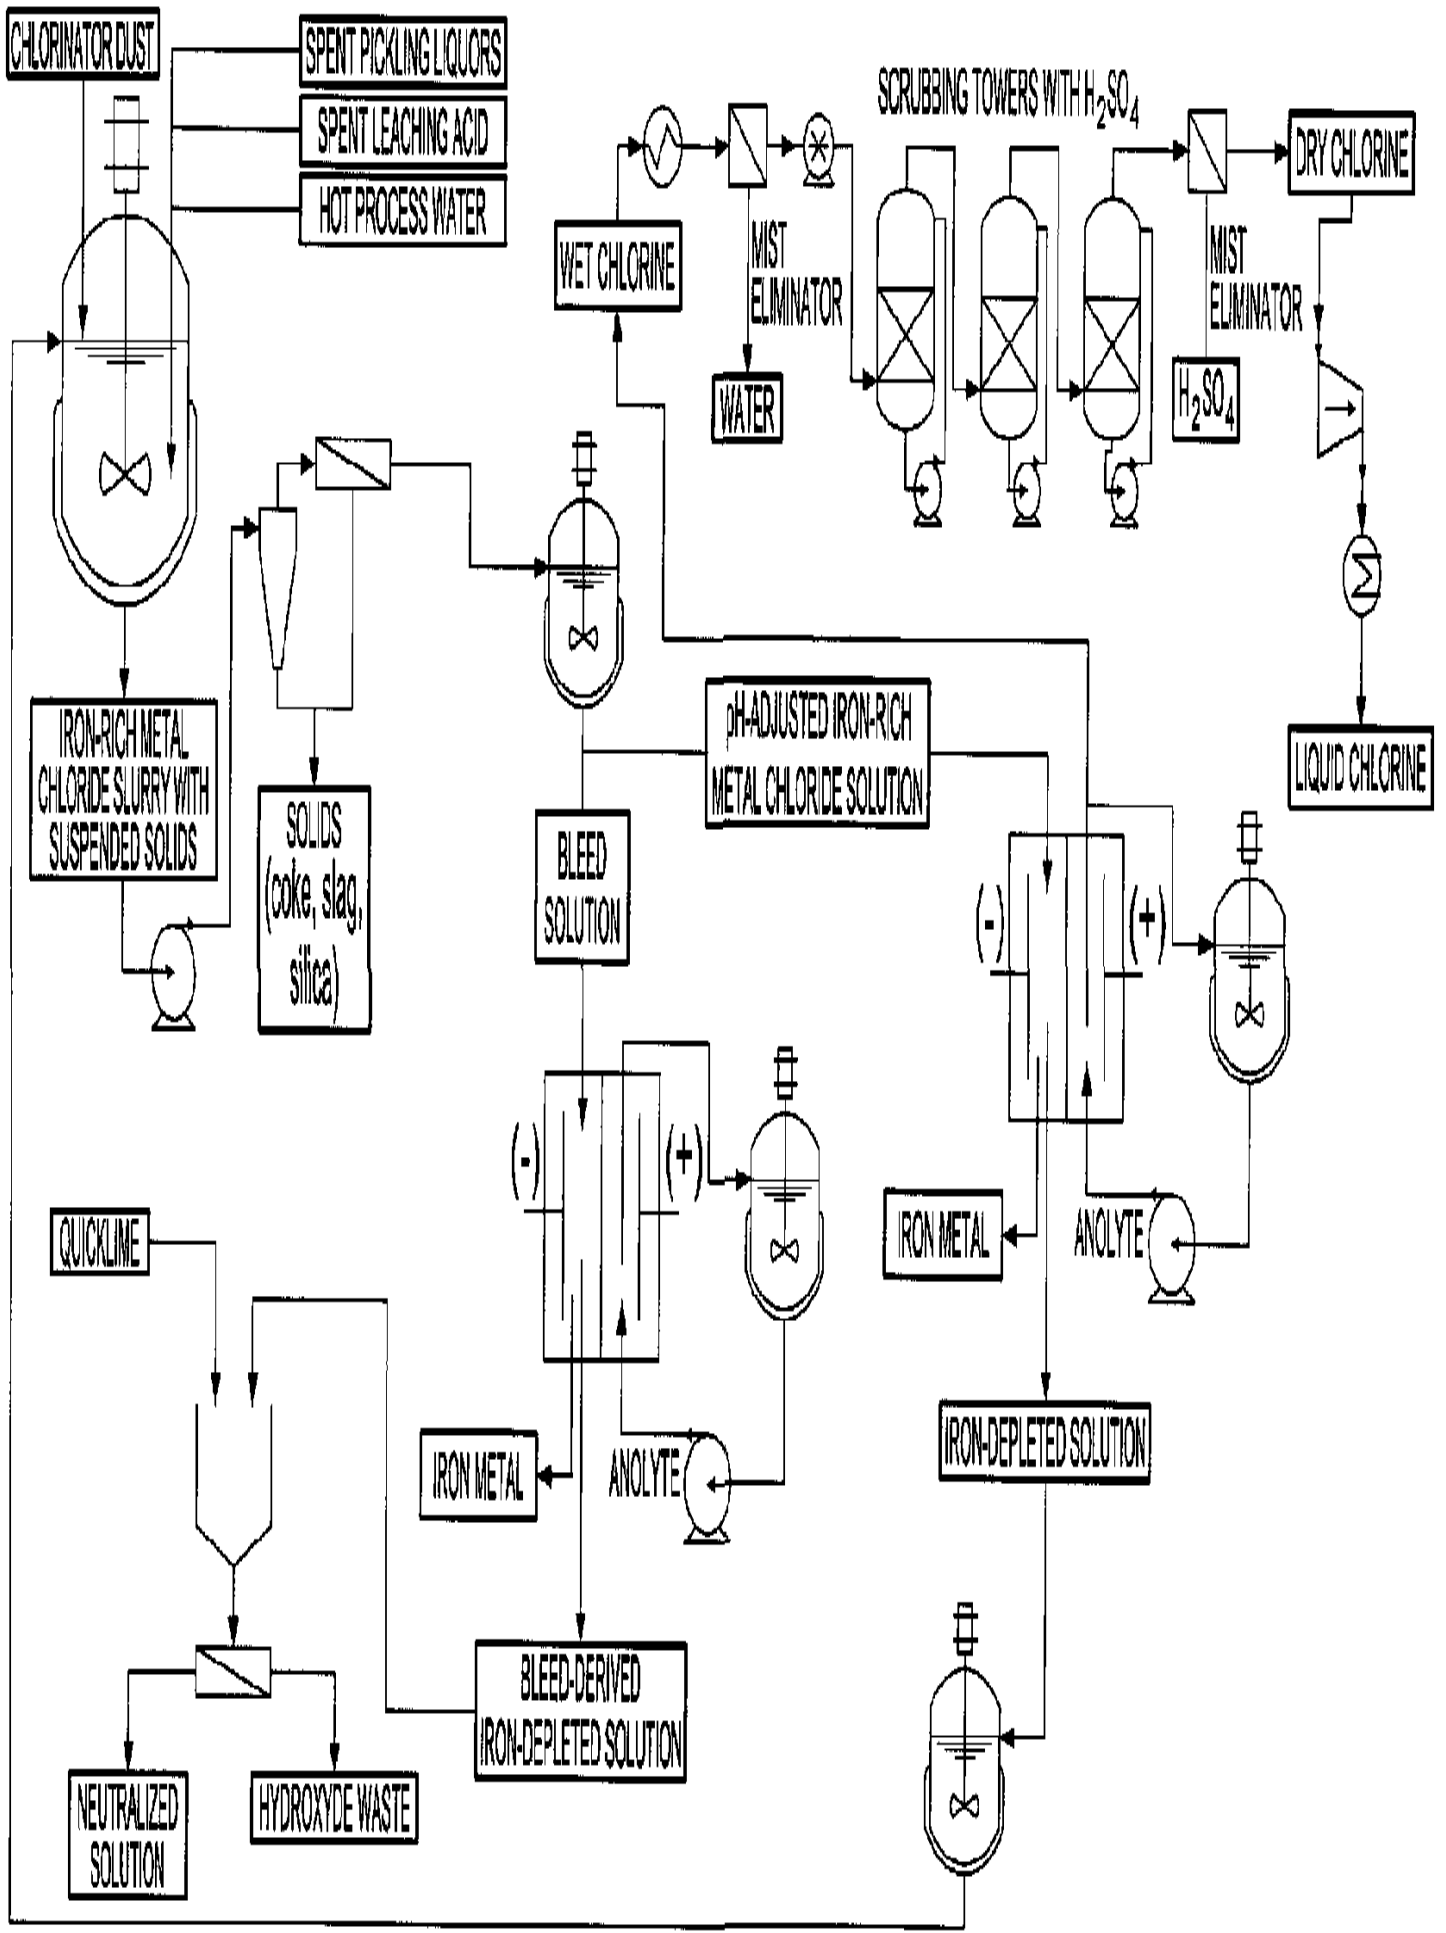 CHLORINATOR DUST
SPENT PICKLING LIQUORS
SPENT LEACHING ACID
HOT PROCESS WATER
SCRUBBING TOWERS WITH H2SO4
DRY CHLORINE
WET CHLORINE
MIST
ELIMINATOR
WATER
MIST
ELIMINATOR
H2SO4
LIQUID CHLORINE
IRON-RICH METAL
CHLORIDE SLURRY WITH
SUSPENDED SOLIDS
SOLIDS
(coke, slag,
silica)
pH-ADJUSTED IRON-RICH
METAL CHLORIDE SOLUTION
BLEED
SOLUTION
(-)
(+)
(-)
(+)
IRON METAL
ANOLYTE
QUICKLIME
IRON METAL
ANOLYTE
IRON-DEPLETED SOLUTION
BLEED-DERIVED
IRON-DEPLETED SOLUTION
NEUTRALIZED
SOLUTION
HYDROXYDE WASTE